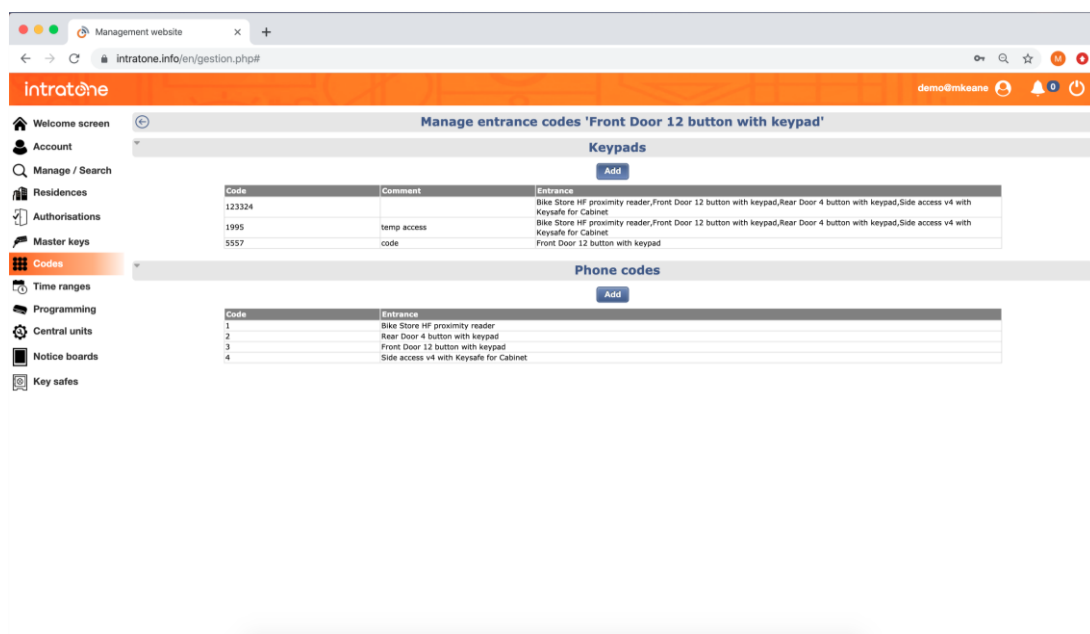 Management website
intratone.info/en/gestion.php#
M
intratone
demo@mkeane
0
Welcome screen
Account
Manage / Search
Residences
Authorisations
Master keys
Codes
Time ranges
Programming
Central units
Notice boards
Key safes
Manage entrance codes 'Front Door 12 button with keypad'
Keypads
Add
Code Comment Entrance
123324 Bike Store HF proximity reader,Front Door 12 button with keypad,Rear Door 4 button with keypad,Side access v4 with
Keysafe for Cabinet
1995 temp access Bike Store HF proximity reader,Front Door 12 button with keypad,Rear Door 4 button with keypad,Side access v4 with
Keysafe for Cabinet
5557 code Front Door 12 button with keypad
Phone codes
Add
Code Entrance
1 Bike Store HF proximity reader
2 Rear Door 4 button with keypad
3 Front Door 12 button with keypad
4 Side access v4 with Keysafe for Cabinet